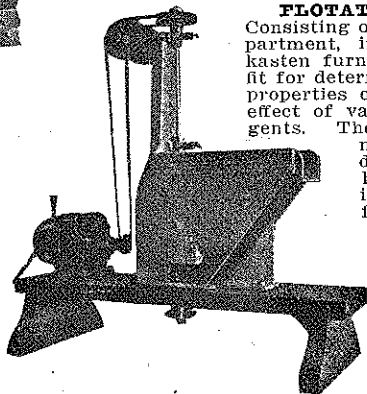 FLOTAT
Consisting o
partment, i
kasten furn
fit for deter
properties o
effect of va
gents. The